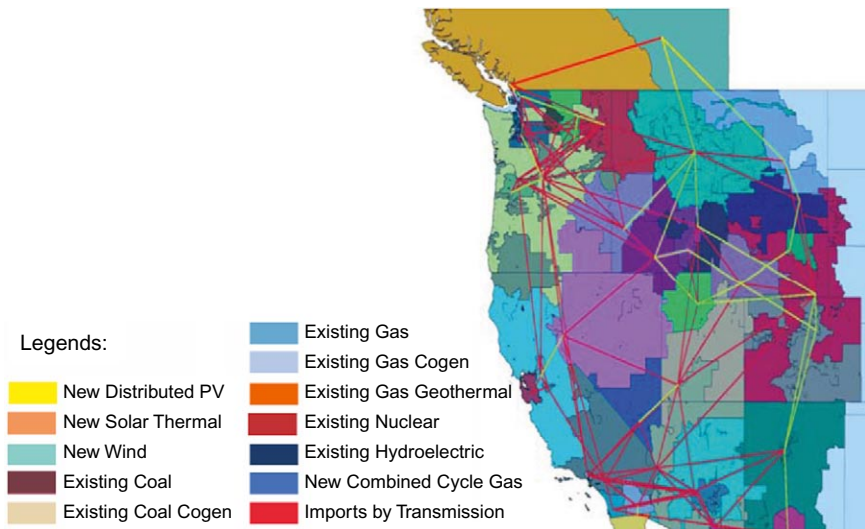 Legends:
New Distributed PV
New Solar Thermal
New Wind
Existing Coal
Existing Coal Cogen
Existing Gas
Existing Gas Cogen
Existing Gas Geothermal
Existing Nuclear
Existing Hydroelectric
New Combined Cycle Gas
Imports by Transmission